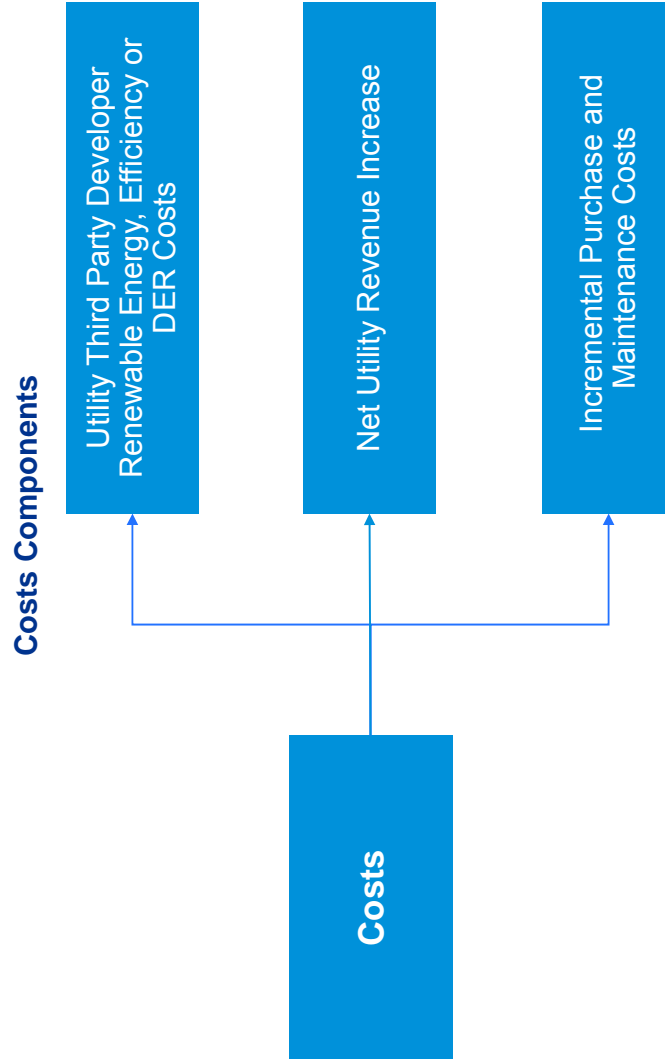 Costs Components
Costs
Utility Third Party Developer
Renewable Energy, Efficiency or
DER Costs
Net Utility Revenue Increase
Incremental Purchase and
Maintenance Costs